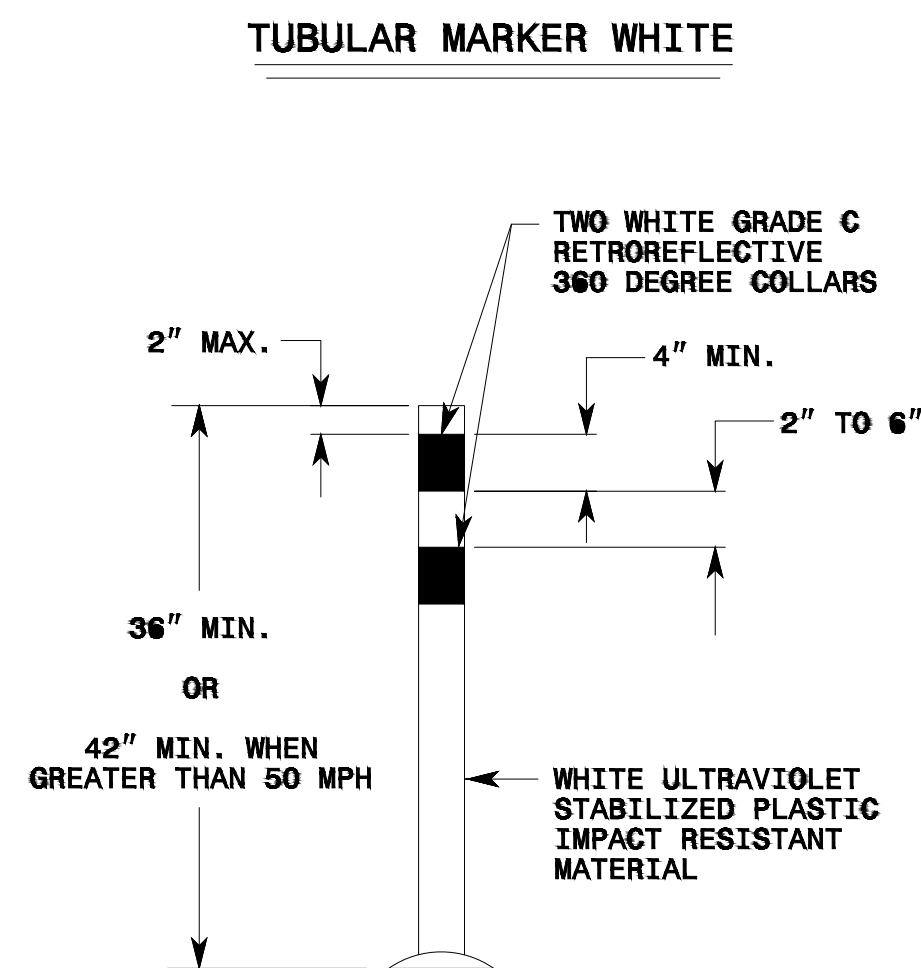 TUBULAR MARKER WHITE
TWO WHITE GRADE C
RETROREFLECTIVE
360 DEGREE COLLARS
2" MAX.
4" MIN.
2" TO 6"
36" MIN.
OR
42" MIN. WHEN
GREATER THAN 50 MPH
WHITE ULTRAVIOLET
STABILIZED PLASTIC
IMPACT RESISTANT
MATERIAL